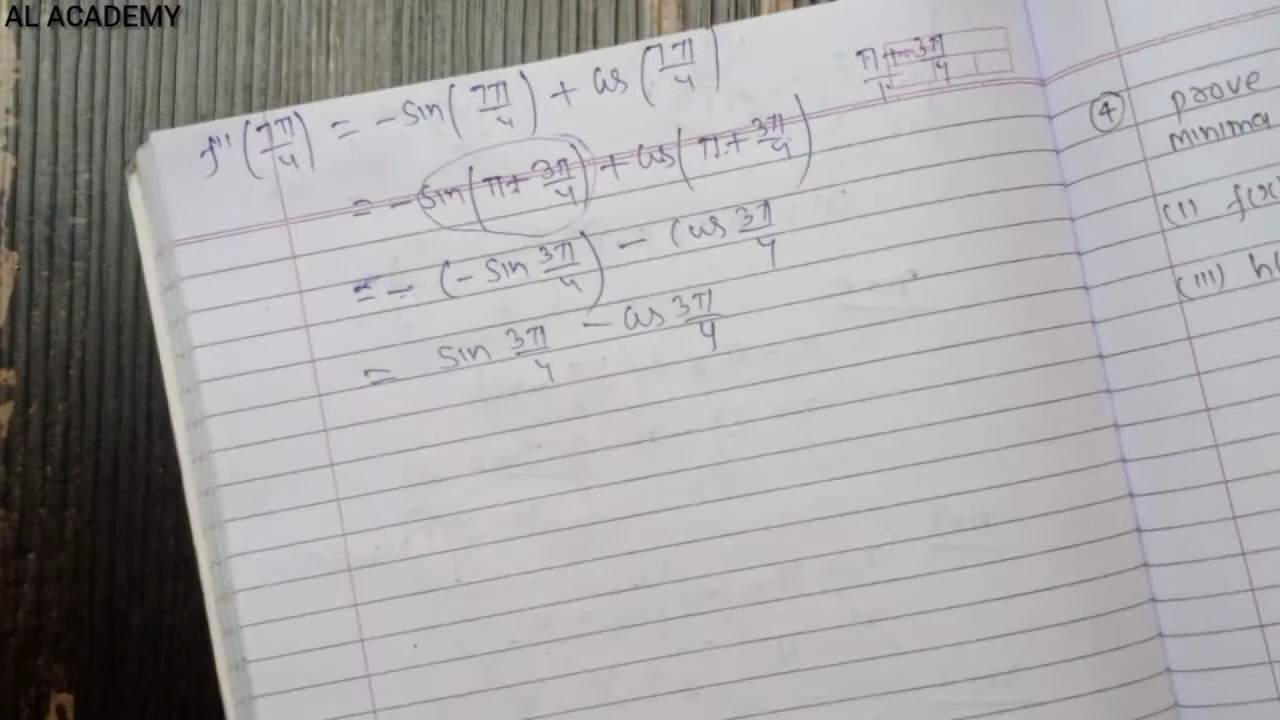 AL ACADEMY
f''(7π/4) = -sin(7π/4) + cos(7π/4)
π + 3π/4
= -sin(π + 3π/4) + cos(π + 3π/4)
= - (-sin 3π/4) - cos 3π/4
= sin 3π/4 - cos 3π/4
④ prove
minima
(I) f(x
(III) h(